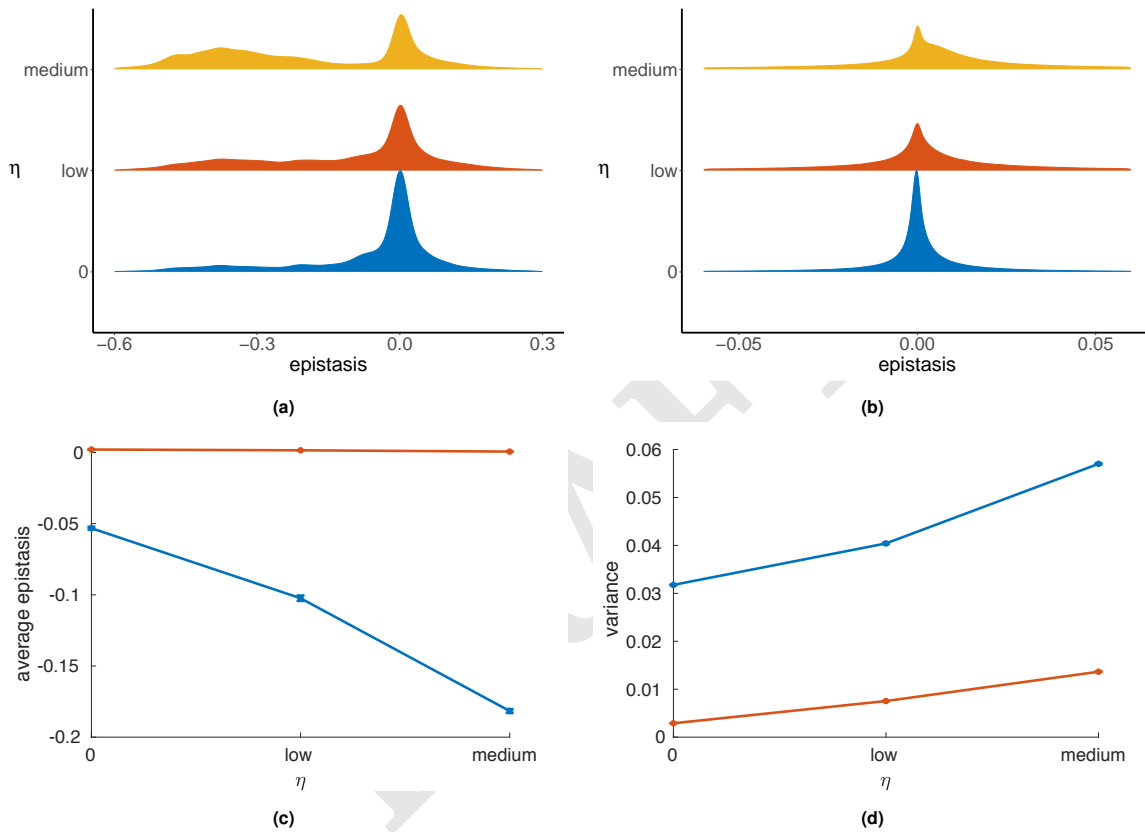 medium
η
low
0
−0.6
−0.3
0.0
0.3
epistasis
(a)
medium
η
low
0
−0.05
0.00
0.05
epistasis
(b)
0
-0.05
-0.1
-0.15
-0.2
average epistasis
0
low
medium
η
(c)
0.06
0.05
0.04
0.03
0.02
0.01
0
variance
0
low
medium
η
(d)